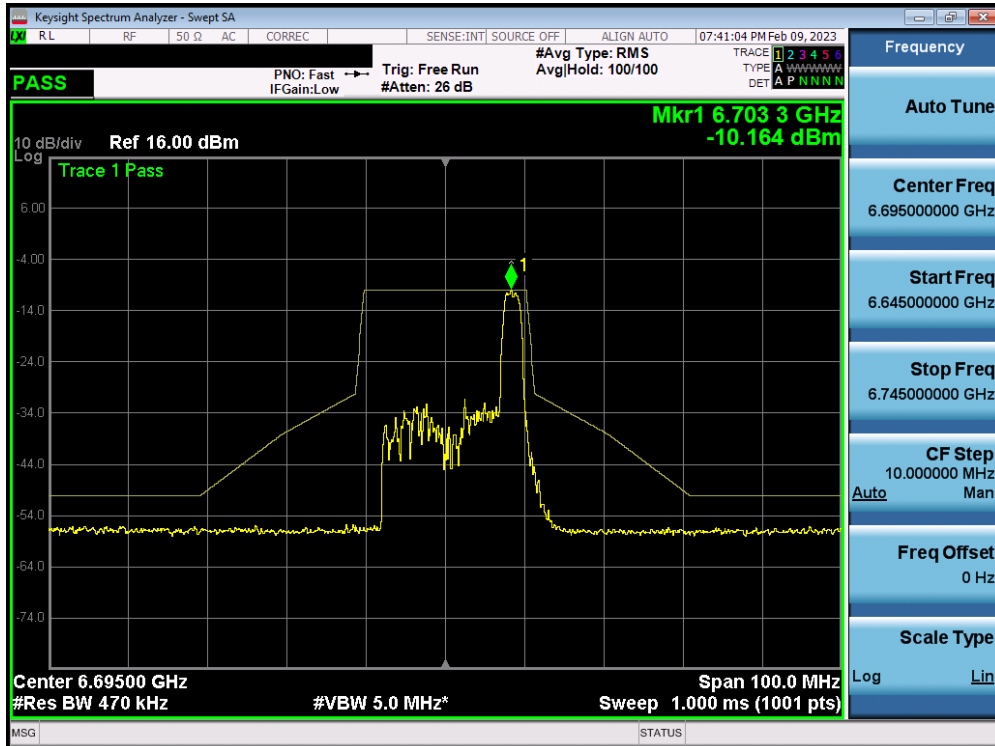 Keysight Spectrum Analyzer - Swept SA
LXI RL RF 50 Ω AC CORREC SENSE:INT SOURCE OFF ALIGN AUTO 07:41:04 PM Feb 09, 2023
PASS
PNO: Fast
IFGain:Low
Trig: Free Run
#Atten: 26 dB
#Avg Type: RMS
Avg|Hold: 100/100
TRACE 1 2 3 4 5 6
TYPE A WWWWW
DET A P N N N N
Mkr1 6.703 3 GHz
-10.164 dBm
10 dB/div Ref 16.00 dBm
Log
Trace 1 Pass
1
6.00
-4.00
-14.0
-24.0
-34.0
-44.0
-54.0
-64.0
-74.0
Center 6.69500 GHz Span 100.0 MHz
#Res BW 470 kHz #VBW 5.0 MHz* Sweep 1.000 ms (1001 pts)
MSG STATUS
Frequency
Auto Tune
Center Freq
6.695000000 GHz
Start Freq
6.645000000 GHz
Stop Freq
6.745000000 GHz
CF Step
10.000000 MHz
Auto Man
Freq Offset
0 Hz
Scale Type
Log Lin